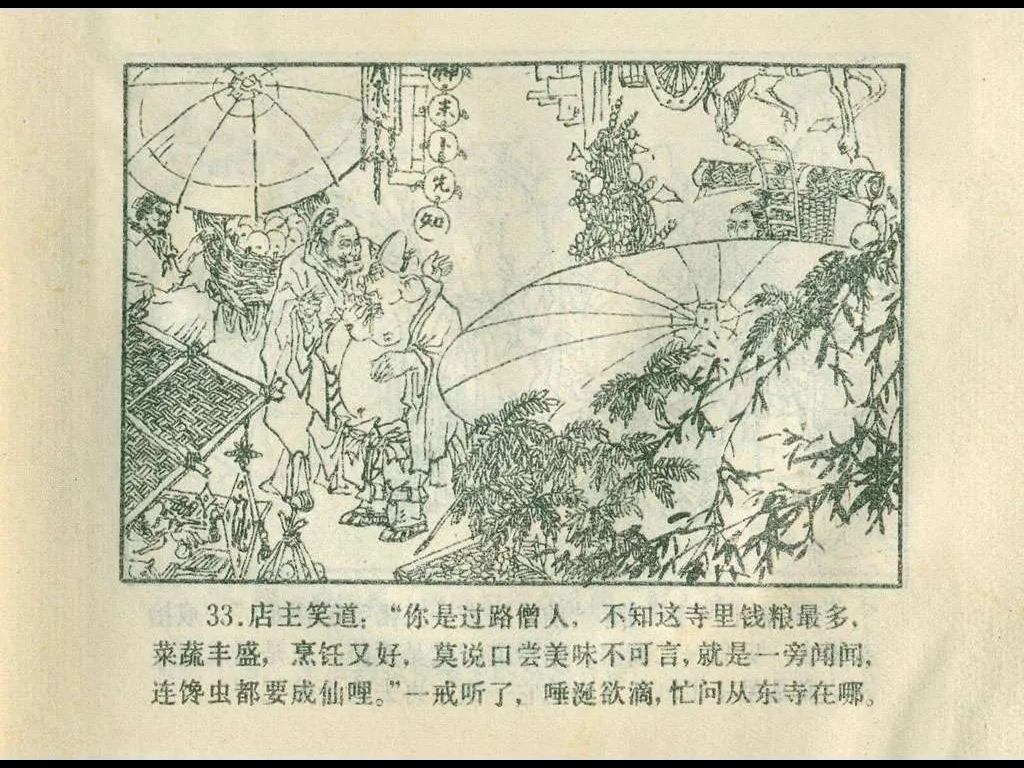 未
卜
先
知
33.店主笑道：“你是过路僧人，不知这寺里钱粮最多，
菜蔬丰盛，烹饪又好，莫说口尝美味不可言，就是一旁闻闻，
连馋虫都要成仙哩。”一戒听了，唾涎欲滴，忙问从东寺在哪。